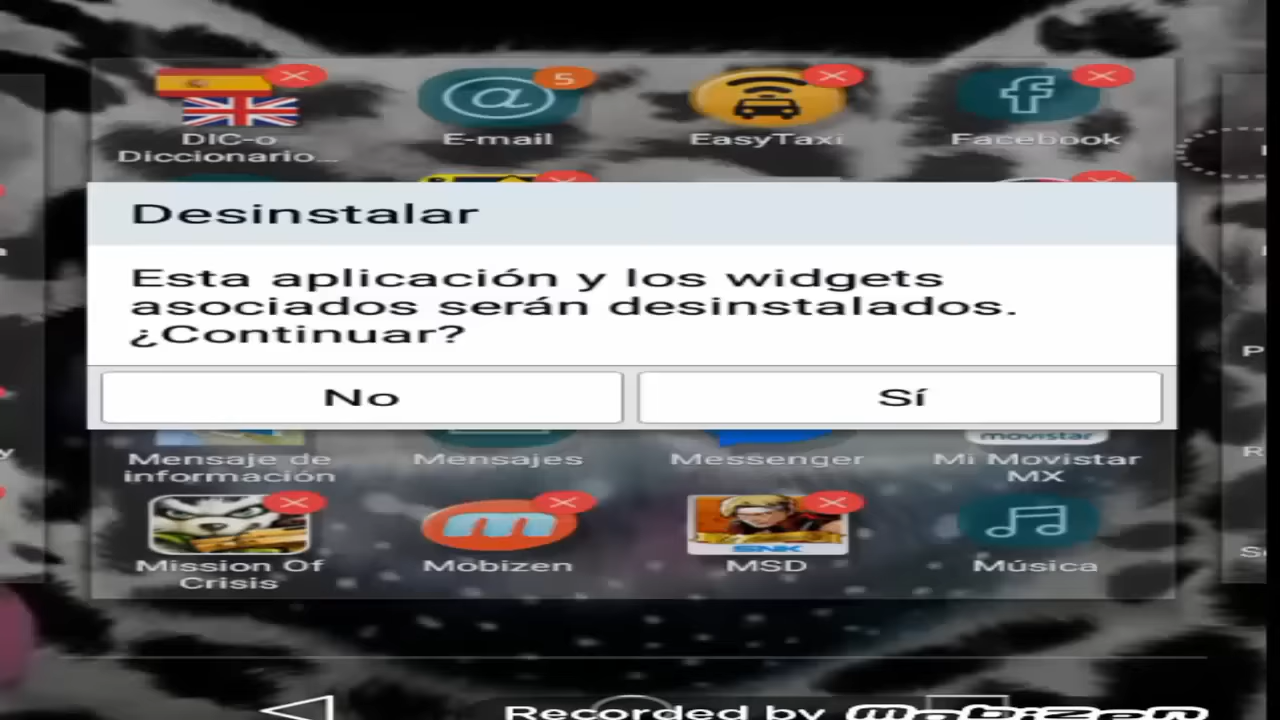 5
DIC-o
Diccionario...
E-mail
EasyTaxi
Facebook
Desinstalar
Esta aplicación y los widgets
asociados serán desinstalados.
¿Continuar?
No
Sí
movistar
Mensaje de
información
Mensajes
Messenger
Mi Movistar
MX
SNK
Mission Of
Crisis
Mobizen
MSD
Música
Recorded by mobizen